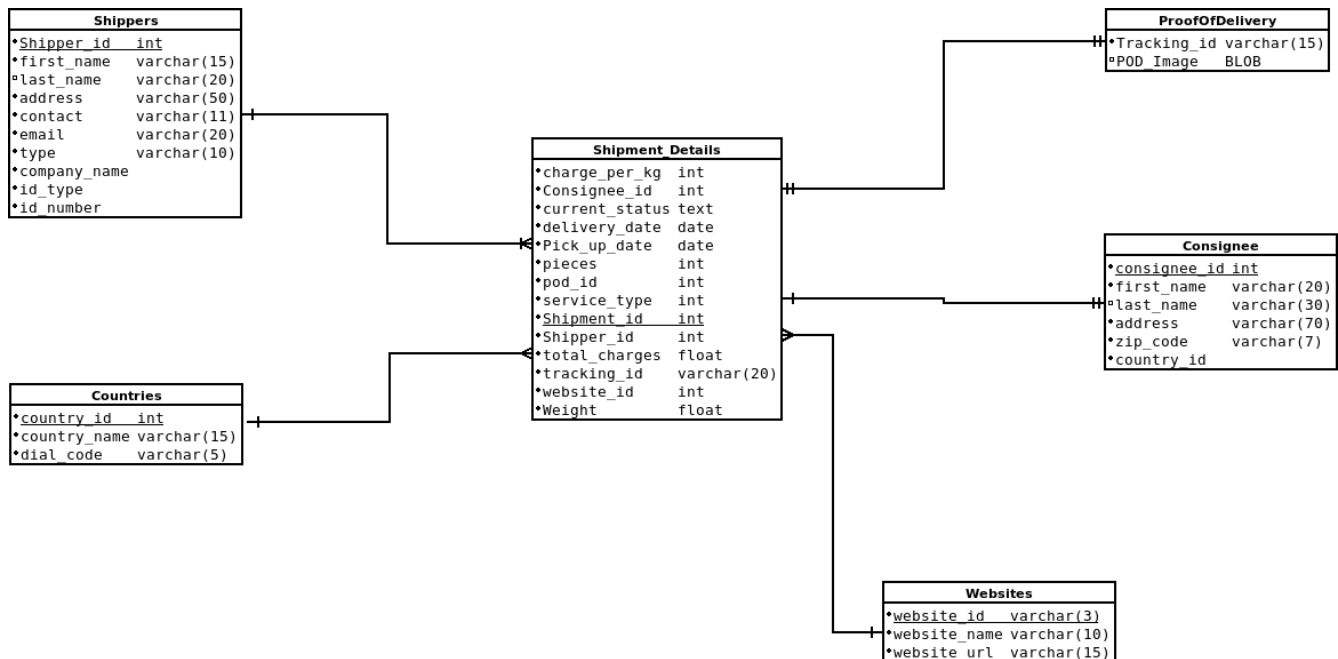 Shippers
Shipper_id int
first_name varchar(15)
last_name varchar(20)
address varchar(50)
contact varchar(11)
email varchar(20)
type varchar(10)
company_name
id_type
id_number
ProofOfDelivery
Tracking_id varchar(15)
POD_Image BLOB
Shipment_Details
charge_per_kg int
Consignee_id int
current_status text
delivery_date date
Pick_up_date date
pieces int
pod_id int
service_type int
Shipment_id int
Shipper_id int
total_charges float
tracking_id varchar(20)
website_id int
Weight float
Consignee
consignee_id int
first_name varchar(20)
last_name varchar(30)
address varchar(70)
zip_code varchar(7)
country_id
Countries
country_id int
country_name varchar(15)
dial_code varchar(5)
Websites
website_id varchar(3)
website_name varchar(10)
website_url varchar(15)